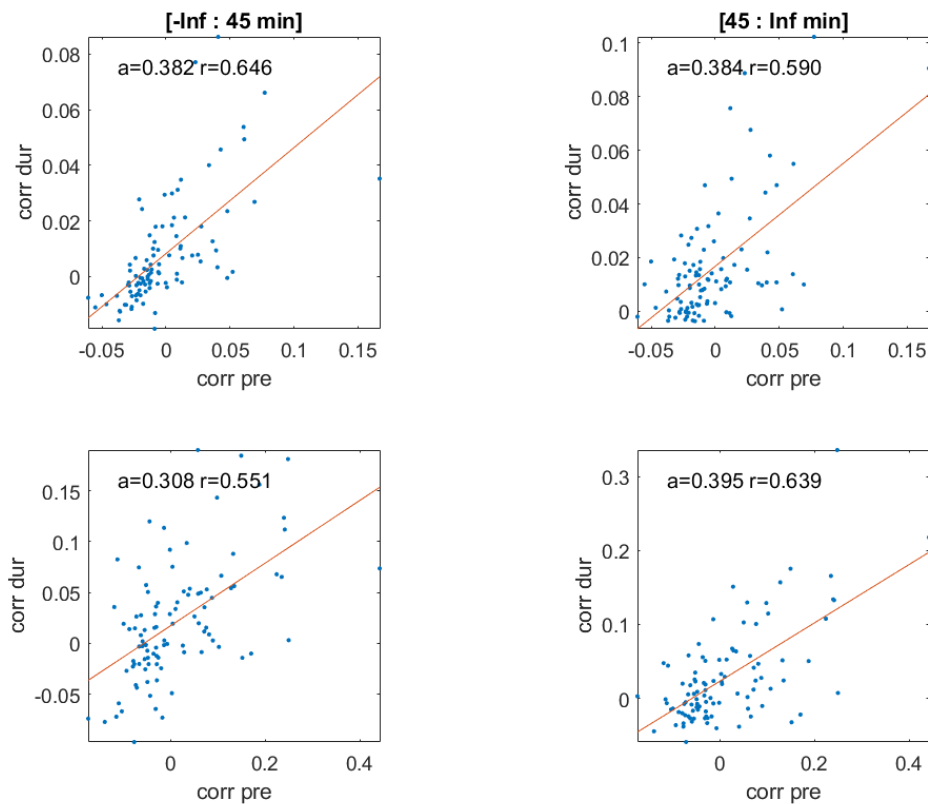 [-Inf : 45 min]
a=0.382 r=0.646
corr dur
0.08
0.06
0.04
0.02
0
-0.05
0
0.05
0.1
0.15
corr pre
[45 : Inf min]
a=0.384 r=0.590
corr dur
0.1
0.08
0.06
0.04
0.02
0
-0.05
0
0.05
0.1
0.15
corr pre
a=0.308 r=0.551
corr dur
0.15
0.1
0.05
0
-0.05
0
0.2
0.4
corr pre
a=0.395 r=0.639
corr dur
0.3
0.2
0.1
0
0
0.2
0.4
corr pre